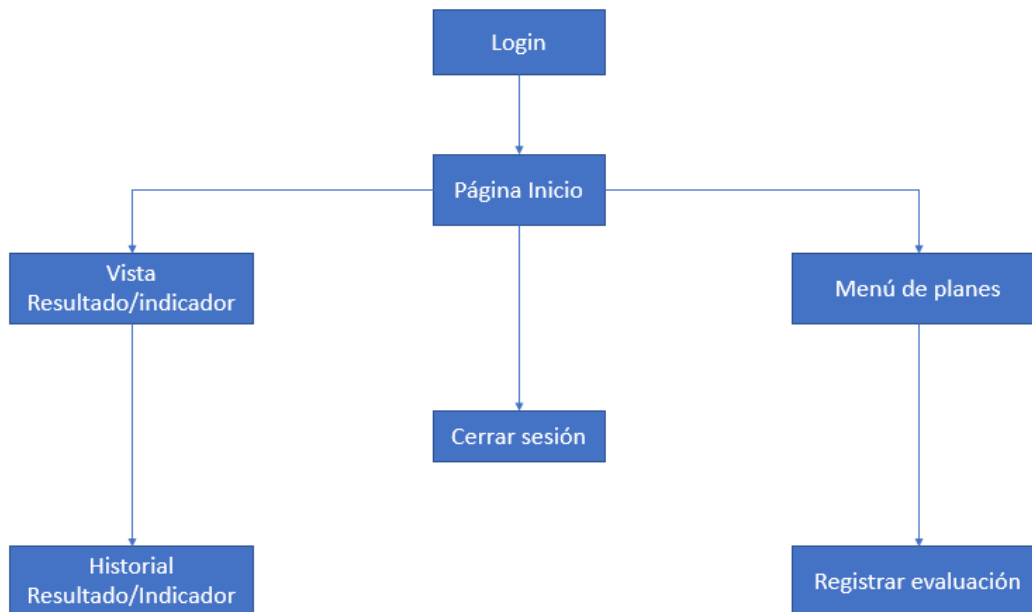 Login
Página Inicio
Vista
Resultado/indicador
Menú de planes
Cerrar sesión
Historial
Resultado/Indicador
Registrar evaluación